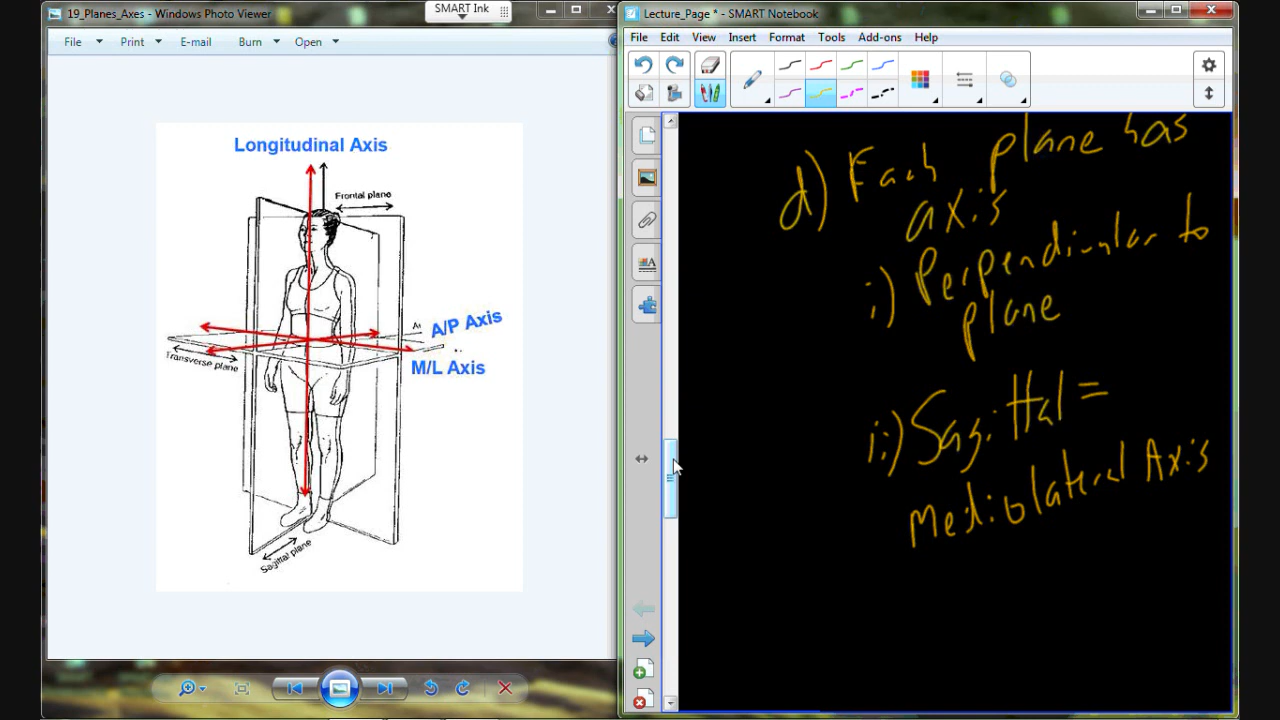 19_Planes_Axes - Windows Photo Viewer
SMART Ink
File Print E-mail Burn Open
Longitudinal Axis
Frontal plane
A/P Axis
M/L Axis
Transverse plane
Sagittal plane
Lecture_Page * - SMART Notebook
File Edit View Insert Format Tools Add-ons Help
d) Each plane has
axis
i) Perpendicular to
plane
ii) Sagittal =
Mediolateral Axis